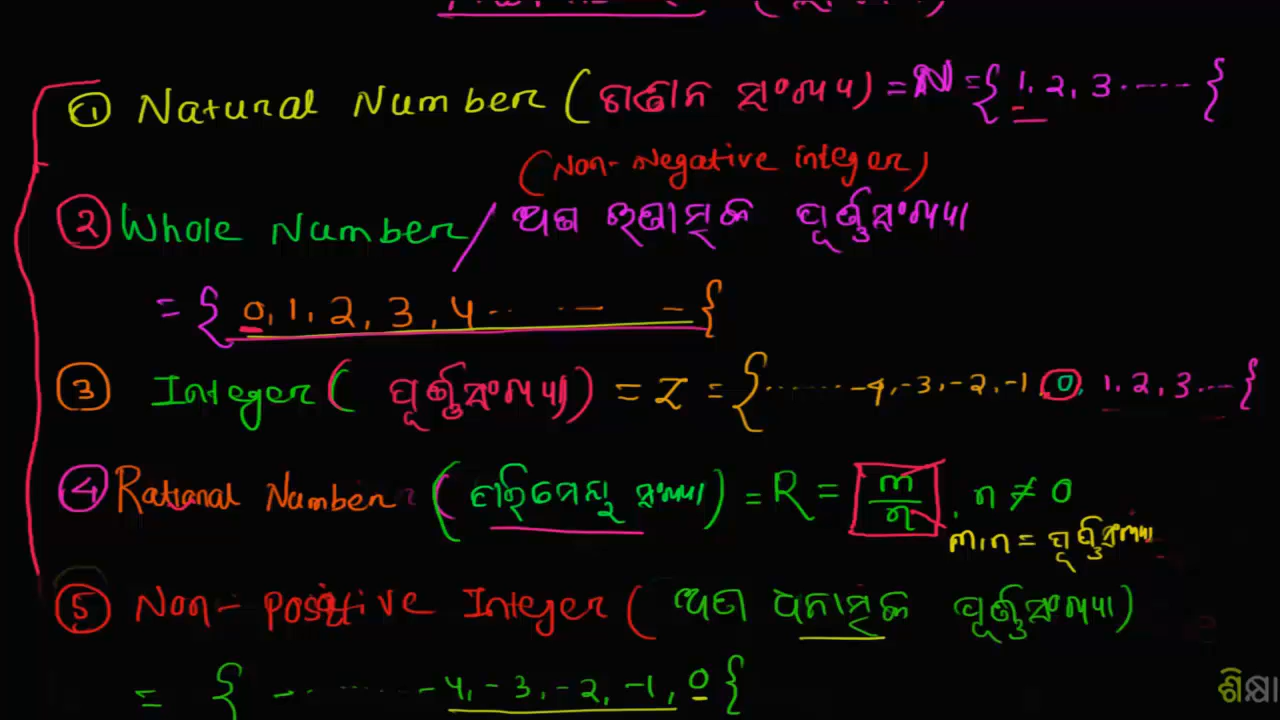 ① Natural Number (ଗଣନ ସଂଖ୍ୟା) = N = { 1, 2, 3 ...... {
(Non-Negative integer)
② Whole Number / ଅଣ ଋଣାତ୍ମକ ପୂର୍ଣ୍ଣସଂଖ୍ୟା
= { 0, 1, 2, 3, 4 ... ... — — {
③ Integer ( ପୂର୍ଣ୍ଣସଂଖ୍ୟା) = Z = { ........ -4, -3, -2, -1, 0, 1, 2, 3 ... {
④ Rational Number ( ସଂଖ୍ୟା) = R = m/n , n ≠ 0
m, n = ପୂର୍ଣ୍ଣସଂଖ୍ୟା
⑤ Non-Positive Integer ( ଅଣ ଧନାତ୍ମକ ପୂର୍ଣ୍ଣସଂଖ୍ୟା)
= { - ........ - 4, -3, -2, -1, 0 {
ଶିକ୍ଷା